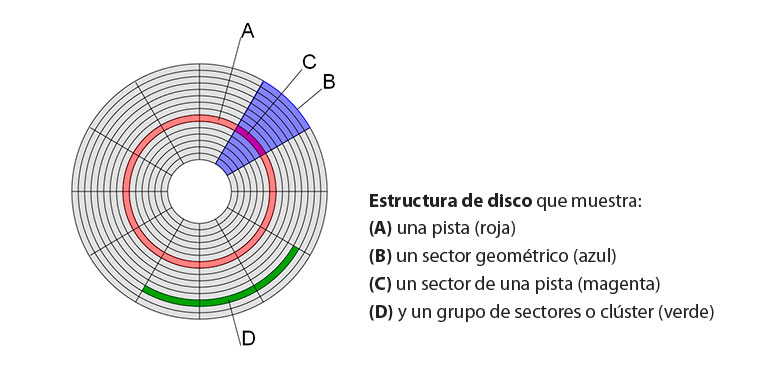 A
C
B
D
Estructura de disco que muestra:
(A) una pista (roja)
(B) un sector geométrico (azul)
(C) un sector de una pista (magenta)
(D) y un grupo de sectores o clúster (verde)